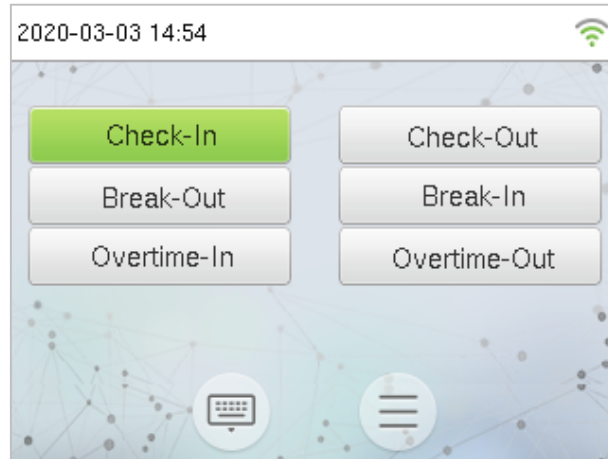 2020-03-03 14:54
Check-In
Check-Out
Break-Out
Break-In
Overtime-In
Overtime-Out